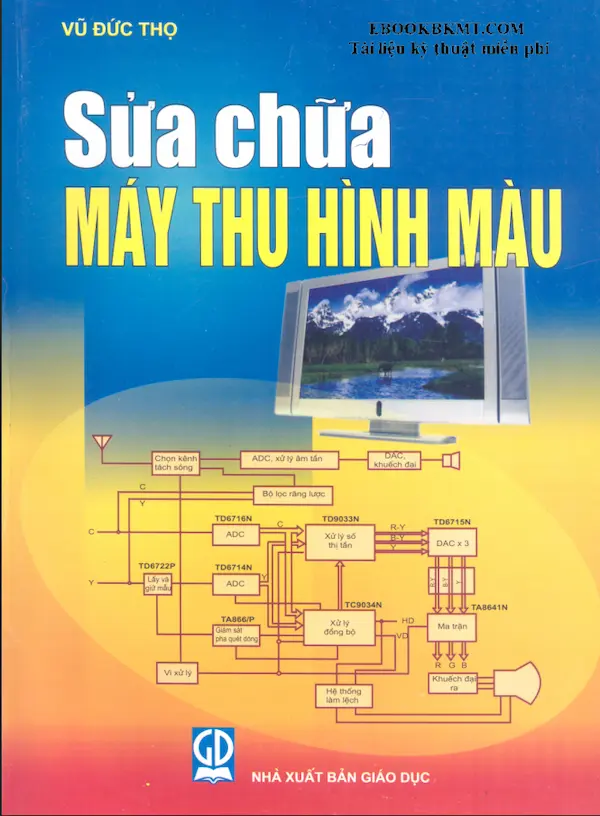 VŨ ĐỨC THỌ
EBOOKBKMT.COM
Tài liệu kỹ thuật miễn phí
Sửa chữa
MÁY THU HÌNH MÀU
Chọn kênh
tách sóng
ADC, xử lý âm tần
DAC,
khuếch đại
Bộ lọc răng lược
C
Y
TD6716N
TD9033N
TD6715N
C
ADC
C
Xử lý số
thị tần
R-Y
B-Y
Y
DAC x 3
TD6722P
TD6714N
Y
Lấy và
giữ mẫu
ADC
Y
R-Y
B-Y
Y
TA866/P
TC9034N
TA8641N
Giám sát
pha quét dòng
Xử lý
đồng bộ
HD
VD
Ma trận
R G B
Vi xử lý
Hệ thống
làm lệch
Khuếch đại
ra
GD
NHÀ XUẤT BẢN GIÁO DỤC